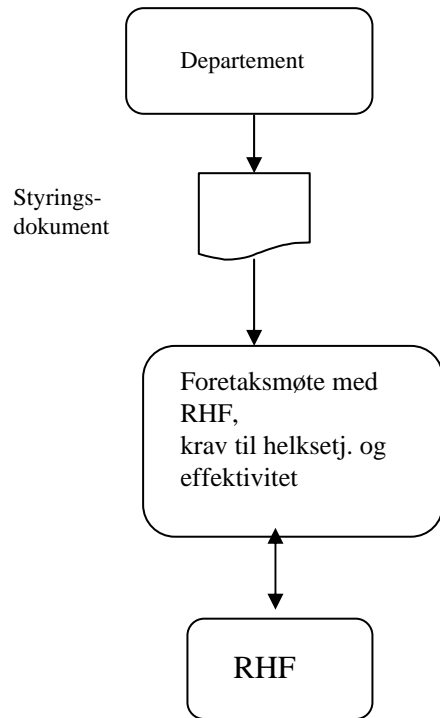 Departement
Styrings-
dokument
Foretaksmøte med
RHF,
krav til helksetj. og
effektivitet
RHF